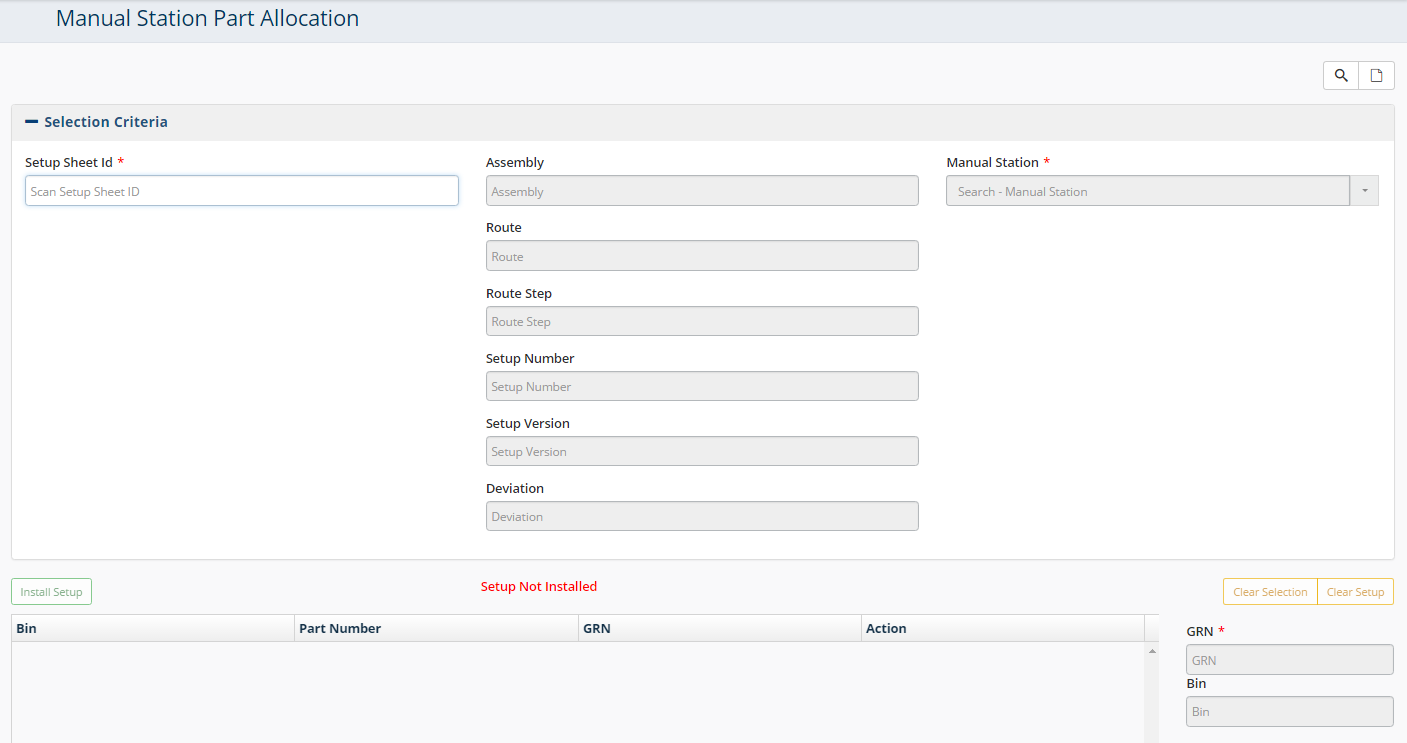 Manual Station Part Allocation
Selection Criteria
Setup Sheet Id *
Scan Setup Sheet ID
Assembly
Assembly
Route
Route
Route Step
Route Step
Setup Number
Setup Number
Setup Version
Setup Version
Deviation
Deviation
Manual Station *
Search - Manual Station
Install Setup
Setup Not Installed
Clear Selection Clear Setup
Bin Part Number GRN Action
GRN *
GRN
Bin
Bin